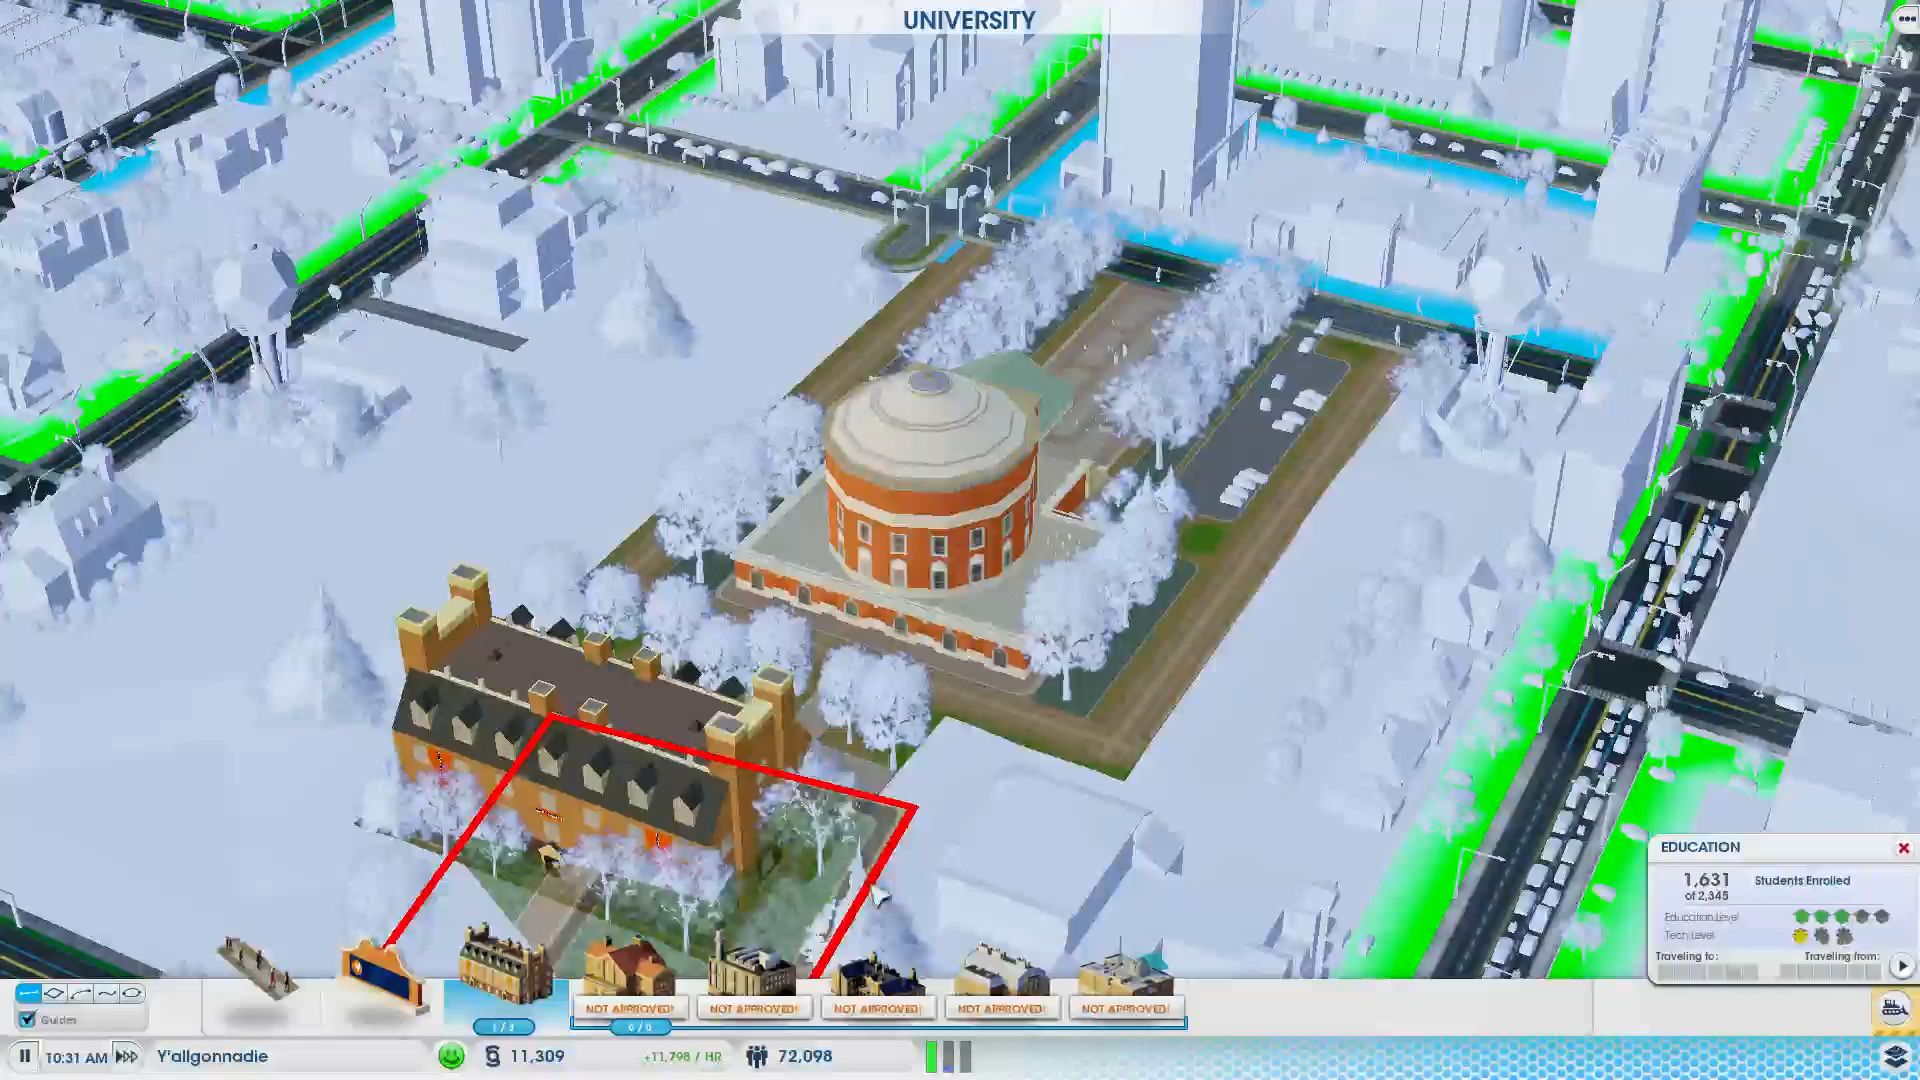 UNIVERSITY
EDUCATION
1,631
of 2,345
Students Enrolled
Education Level
Tech Level
Traveling to:
Traveling from:
NOT APPROVED!
NOT APPROVED!
NOT APPROVED!
NOT APPROVED!
NOT APPROVED!
1 / 3
0 / 0
Guides
10:31 AM
Y'allgonnadie
11,309
+11,798 / HR
72,098